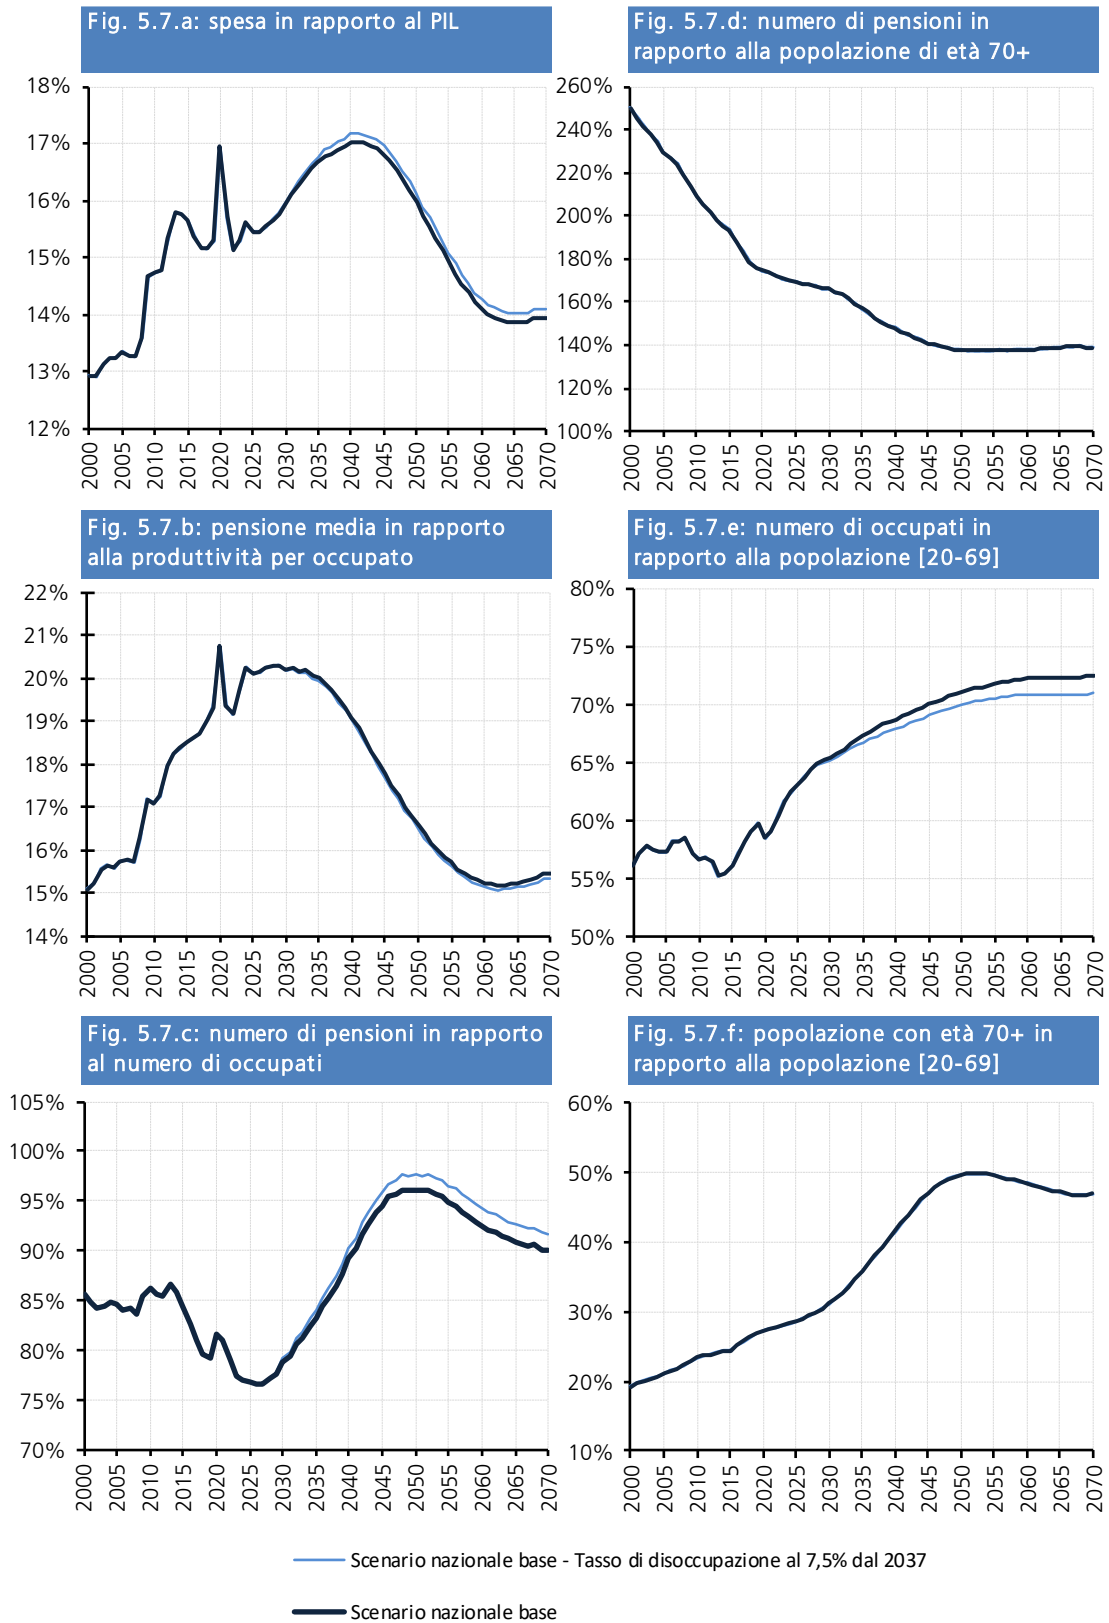 Fig. 5.7.a: spesa in rapporto al PIL
18%
17%
16%
15%
14%
13%
12%
2000 2005 2010 2015 2020 2025 2030 2035 2040 2045 2050 2055 2060 2065 2070
Fig. 5.7.d: numero di pensioni in
rapporto alla popolazione di età 70+
260%
240%
220%
200%
180%
160%
140%
120%
100%
2000 2005 2010 2015 2020 2025 2030 2035 2040 2045 2050 2055 2060 2065 2070
Fig. 5.7.b: pensione media in rapporto
alla produttività per occupato
22%
21%
20%
19%
18%
17%
16%
15%
14%
2000 2005 2010 2015 2020 2025 2030 2035 2040 2045 2050 2055 2060 2065 2070
Fig. 5.7.e: numero di occupati in
rapporto alla popolazione [20-69]
80%
75%
70%
65%
60%
55%
50%
2000 2005 2010 2015 2020 2025 2030 2035 2040 2045 2050 2055 2060 2065 2070
Fig. 5.7.c: numero di pensioni in rapporto
al numero di occupati
105%
100%
95%
90%
85%
80%
75%
70%
2000 2005 2010 2015 2020 2025 2030 2035 2040 2045 2050 2055 2060 2065 2070
Fig. 5.7.f: popolazione con età 70+ in
rapporto alla popolazione [20-69]
60%
50%
40%
30%
20%
10%
2000 2005 2010 2015 2020 2025 2030 2035 2040 2045 2050 2055 2060 2065 2070
Scenario nazionale base - Tasso di disoccupazione al 7,5% dal 2037
Scenario nazionale base